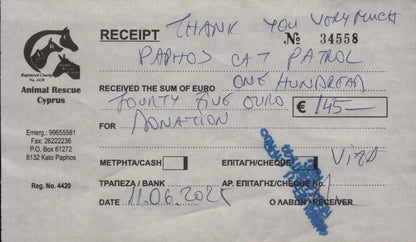 THANK YOU VERY MUCH
RECEIPT № 34558
PAPHOS CAT PATROL
Registered Charity
No. 4420
Animal Rescue
Cyprus
ONE HUNDREAD
RECEIVED THE SUM OF EURO
FOURTY FIVE EURO € 145—
FOR DONATION
Emerg.: 99655581
Fax: 26222236
P.O. Box 61272
8132 Kato Paphos
ΜΕΤΡΗΤΑ/CASH ΕΠΙΤΑΓΗ/CHEQUE VISA
Reg. No. 4420
ΤΡΑΠΕΖΑ / BANK ΑΡ. ΕΠΙΤΑΓΗΣ/CHEQUE No.
DATE 11.06.2025 Ο ΛΑΒΩΝ / RECEIVER